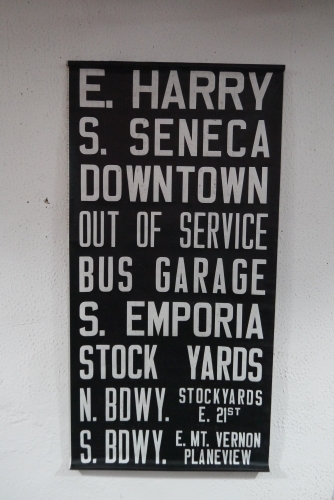 E. HARRY
S. SENECA
DOWNTOWN
OUT OF SERVICE
BUS GARAGE
S. EMPORIA
STOCK YARDS
N. BDWY. STOCKYARDS E. 21ST
S. BDWY. E. MT. VERNON PLANEVIEW